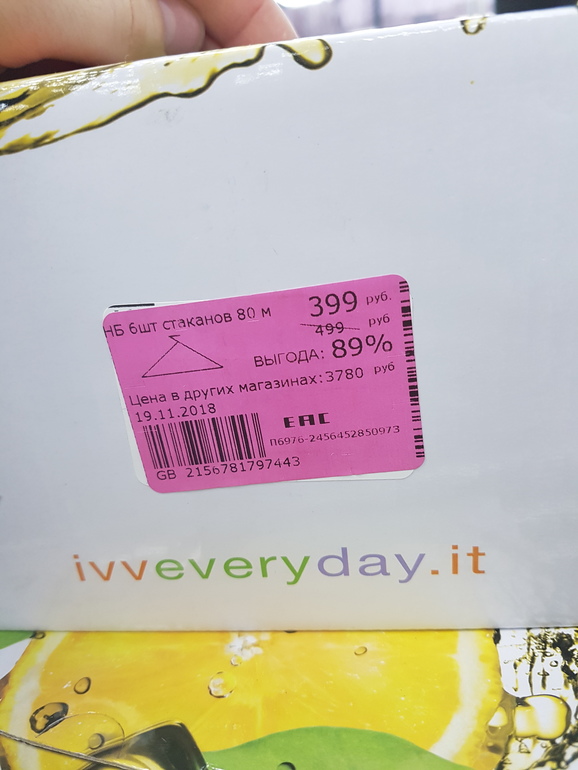 НБ 6шт стаканов 80 м
399 руб.
499 руб
ВЫГОДА: 89%
Цена в других магазинах:3780 руб
19.11.2018
EAC
П6976-2456452850973
GB 2156781797443
ivveveryday.it